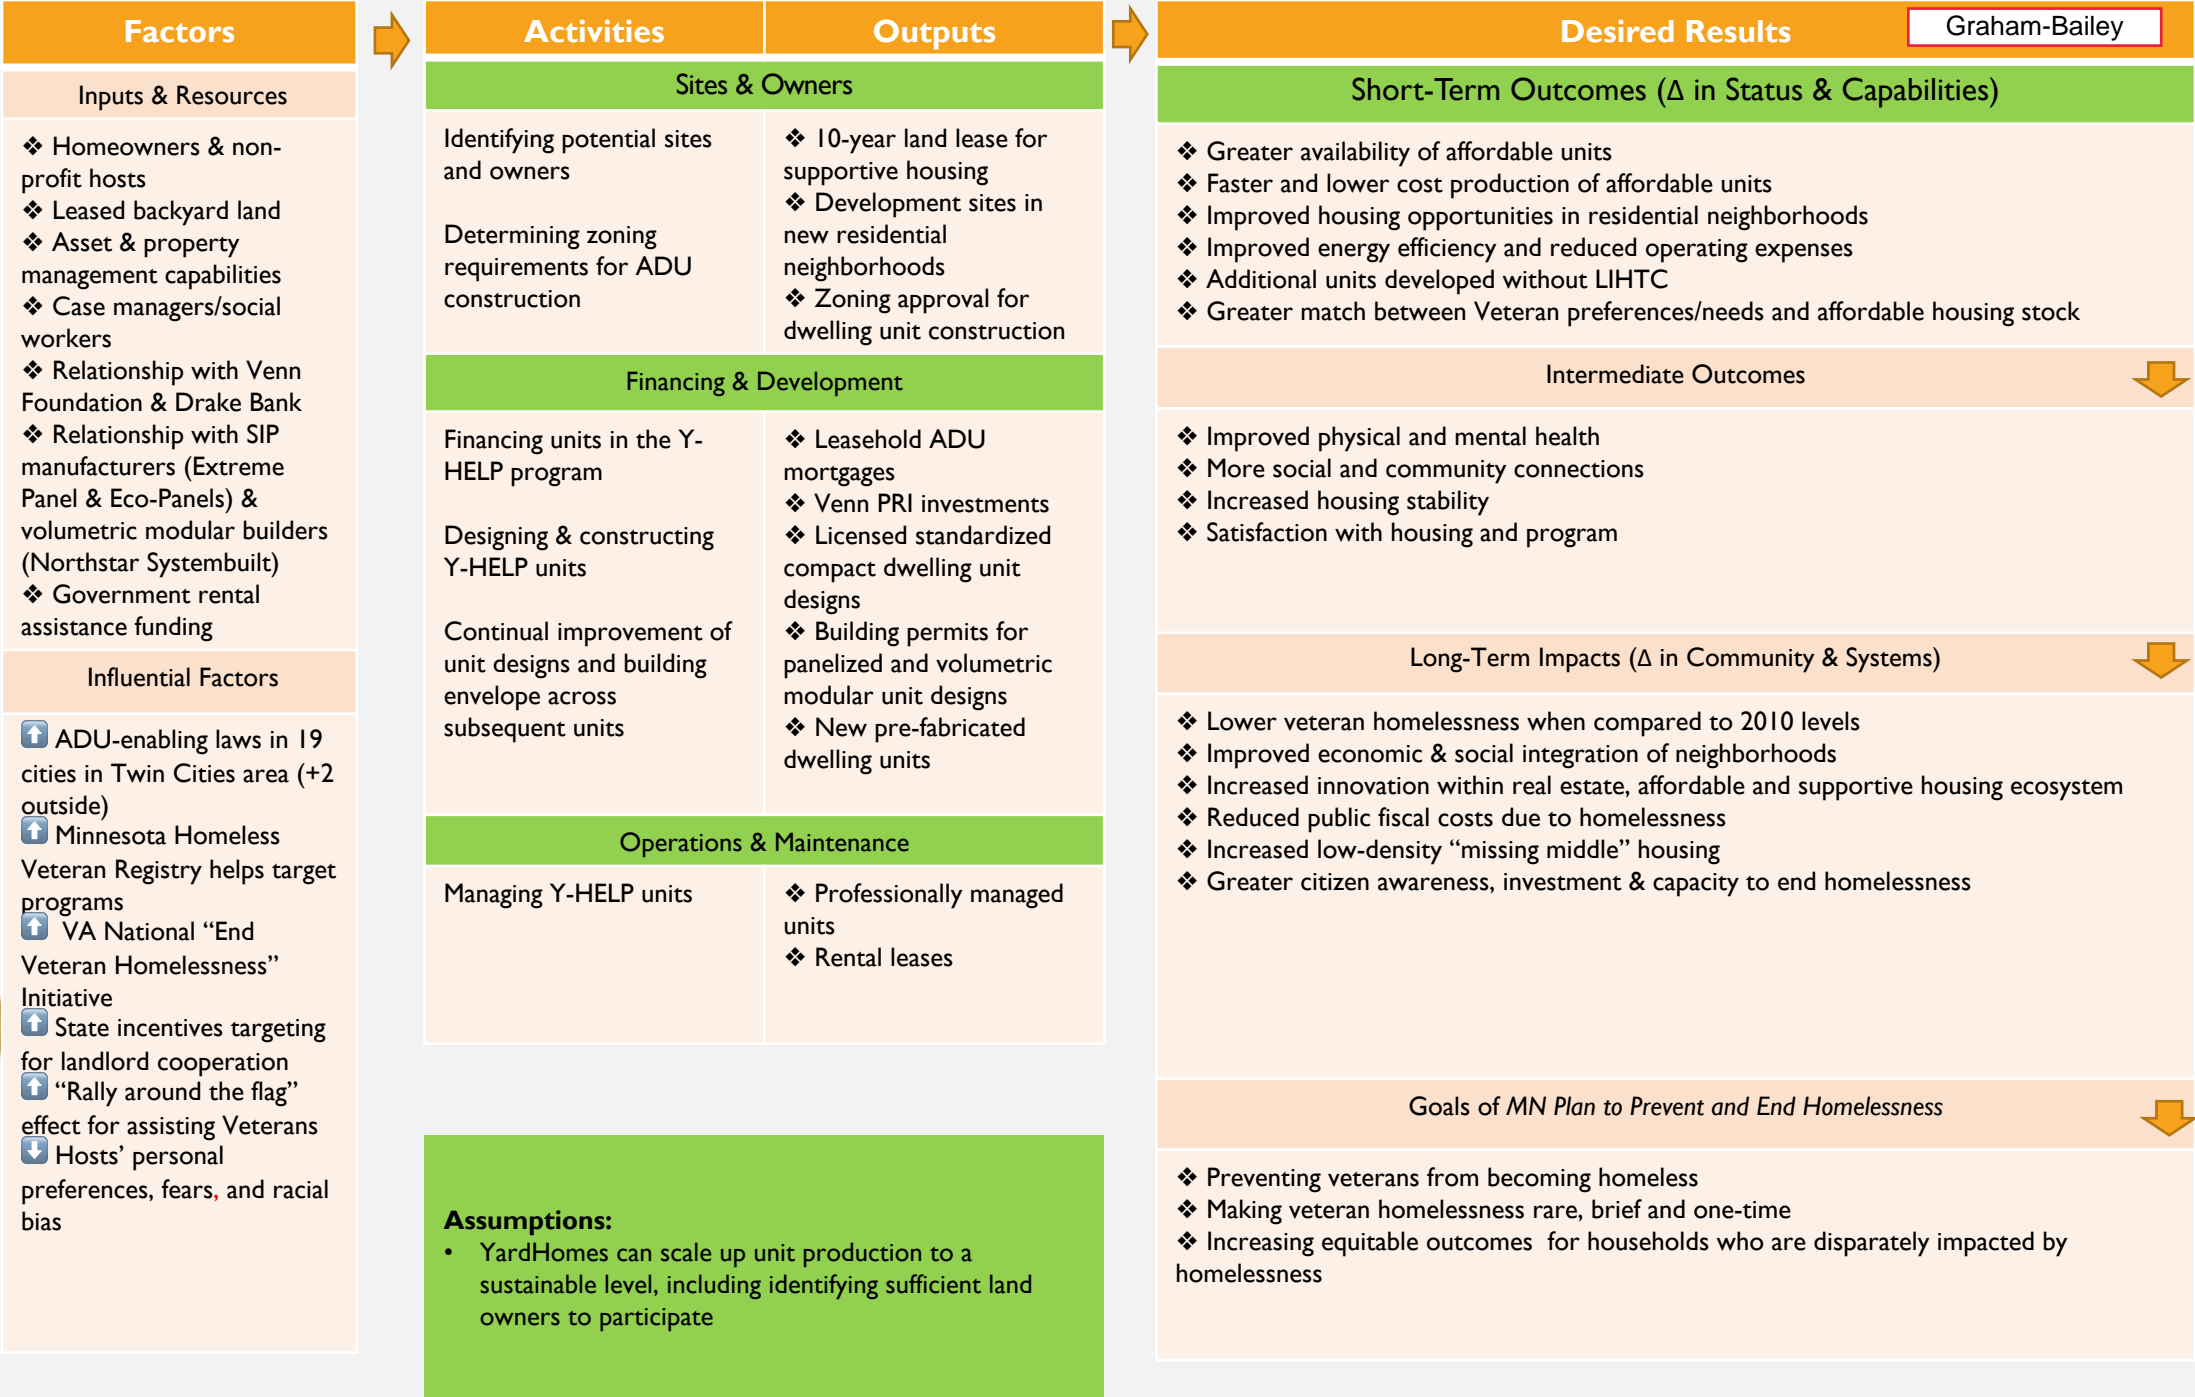 Factors
Inputs & Resources
❖ Homeowners & non-
profit hosts
❖ Leased backyard land
❖ Asset & property
management capabilities
❖ Case managers/social
workers
❖ Relationship with Venn
Foundation & Drake Bank
❖ Relationship with SIP
manufacturers (Extreme
Panel & Eco-Panels) &
volumetric modular builders
(Northstar Systembuilt)
❖ Government rental
assistance funding
Influential Factors
⬆ ADU-enabling laws in 19
cities in Twin Cities area (+2
outside)
⬆ Minnesota Homeless
Veteran Registry helps target
programs
⬆ VA National “End
Veteran Homelessness”
Initiative
⬆ State incentives targeting
for landlord cooperation
⬆ “Rally around the flag”
effect for assisting Veterans
⬇ Hosts’ personal
preferences, fears, and racial
bias
Activities
Outputs
Sites & Owners
Identifying potential sites
and owners
Determining zoning
requirements for ADU
construction
❖ 10-year land lease for
supportive housing
❖ Development sites in
new residential
neighborhoods
❖ Zoning approval for
dwelling unit construction
Financing & Development
Financing units in the Y-
HELP program
Designing & constructing
Y-HELP units
Continual improvement of
unit designs and building
envelope across
subsequent units
❖ Leasehold ADU
mortgages
❖ Venn PRI investments
❖ Licensed standardized
compact dwelling unit
designs
❖ Building permits for
panelized and volumetric
modular unit designs
❖ New pre-fabricated
dwelling units
Operations & Maintenance
Managing Y-HELP units
❖ Professionally managed
units
❖ Rental leases
Assumptions:
• YardHomes can scale up unit production to a
sustainable level, including identifying sufficient land
owners to participate
Desired Results
Graham-Bailey
Short-Term Outcomes (Δ in Status & Capabilities)
❖ Greater availability of affordable units
❖ Faster and lower cost production of affordable units
❖ Improved housing opportunities in residential neighborhoods
❖ Improved energy efficiency and reduced operating expenses
❖ Additional units developed without LIHTC
❖ Greater match between Veteran preferences/needs and affordable housing stock
Intermediate Outcomes
❖ Improved physical and mental health
❖ More social and community connections
❖ Increased housing stability
❖ Satisfaction with housing and program
Long-Term Impacts (Δ in Community & Systems)
❖ Lower veteran homelessness when compared to 2010 levels
❖ Improved economic & social integration of neighborhoods
❖ Increased innovation within real estate, affordable and supportive housing ecosystem
❖ Reduced public fiscal costs due to homelessness
❖ Increased low-density “missing middle” housing
❖ Greater citizen awareness, investment & capacity to end homelessness
Goals of MN Plan to Prevent and End Homelessness
❖ Preventing veterans from becoming homeless
❖ Making veteran homelessness rare, brief and one-time
❖ Increasing equitable outcomes  for households who are disparately impacted by
homelessness